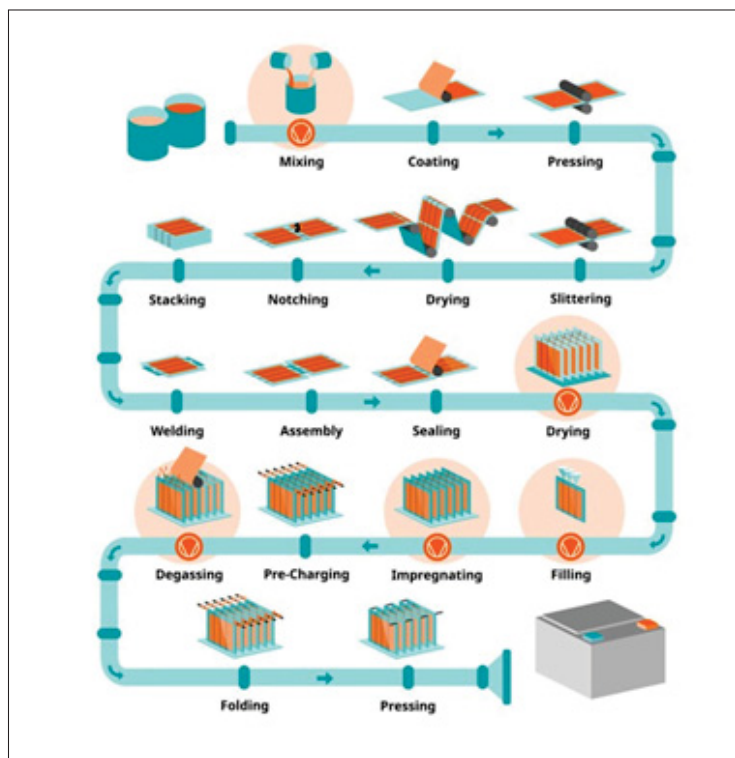 Mixing
Coating
Pressing
Stacking
Notching
Drying
Slittering
Welding
Assembly
Sealing
Drying
Degassing
Pre-Charging
Impregnating
Filling
Folding
Pressing